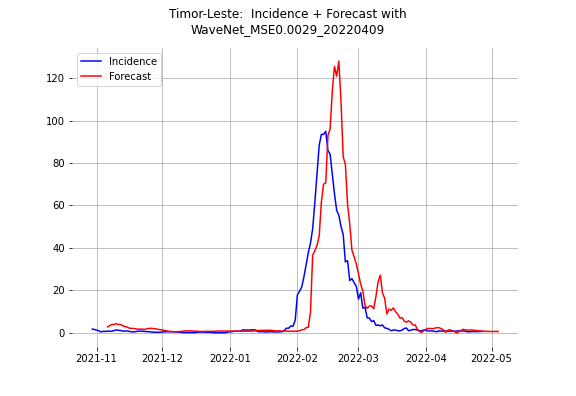 Timor-Leste: Incidence + Forecast with
WaveNet_MSE0.0029_20220409
Incidence
Forecast
120
100
80
60
40
20
0
2021-11 2021-12 2022-01 2022-02 2022-03 2022-04 2022-05